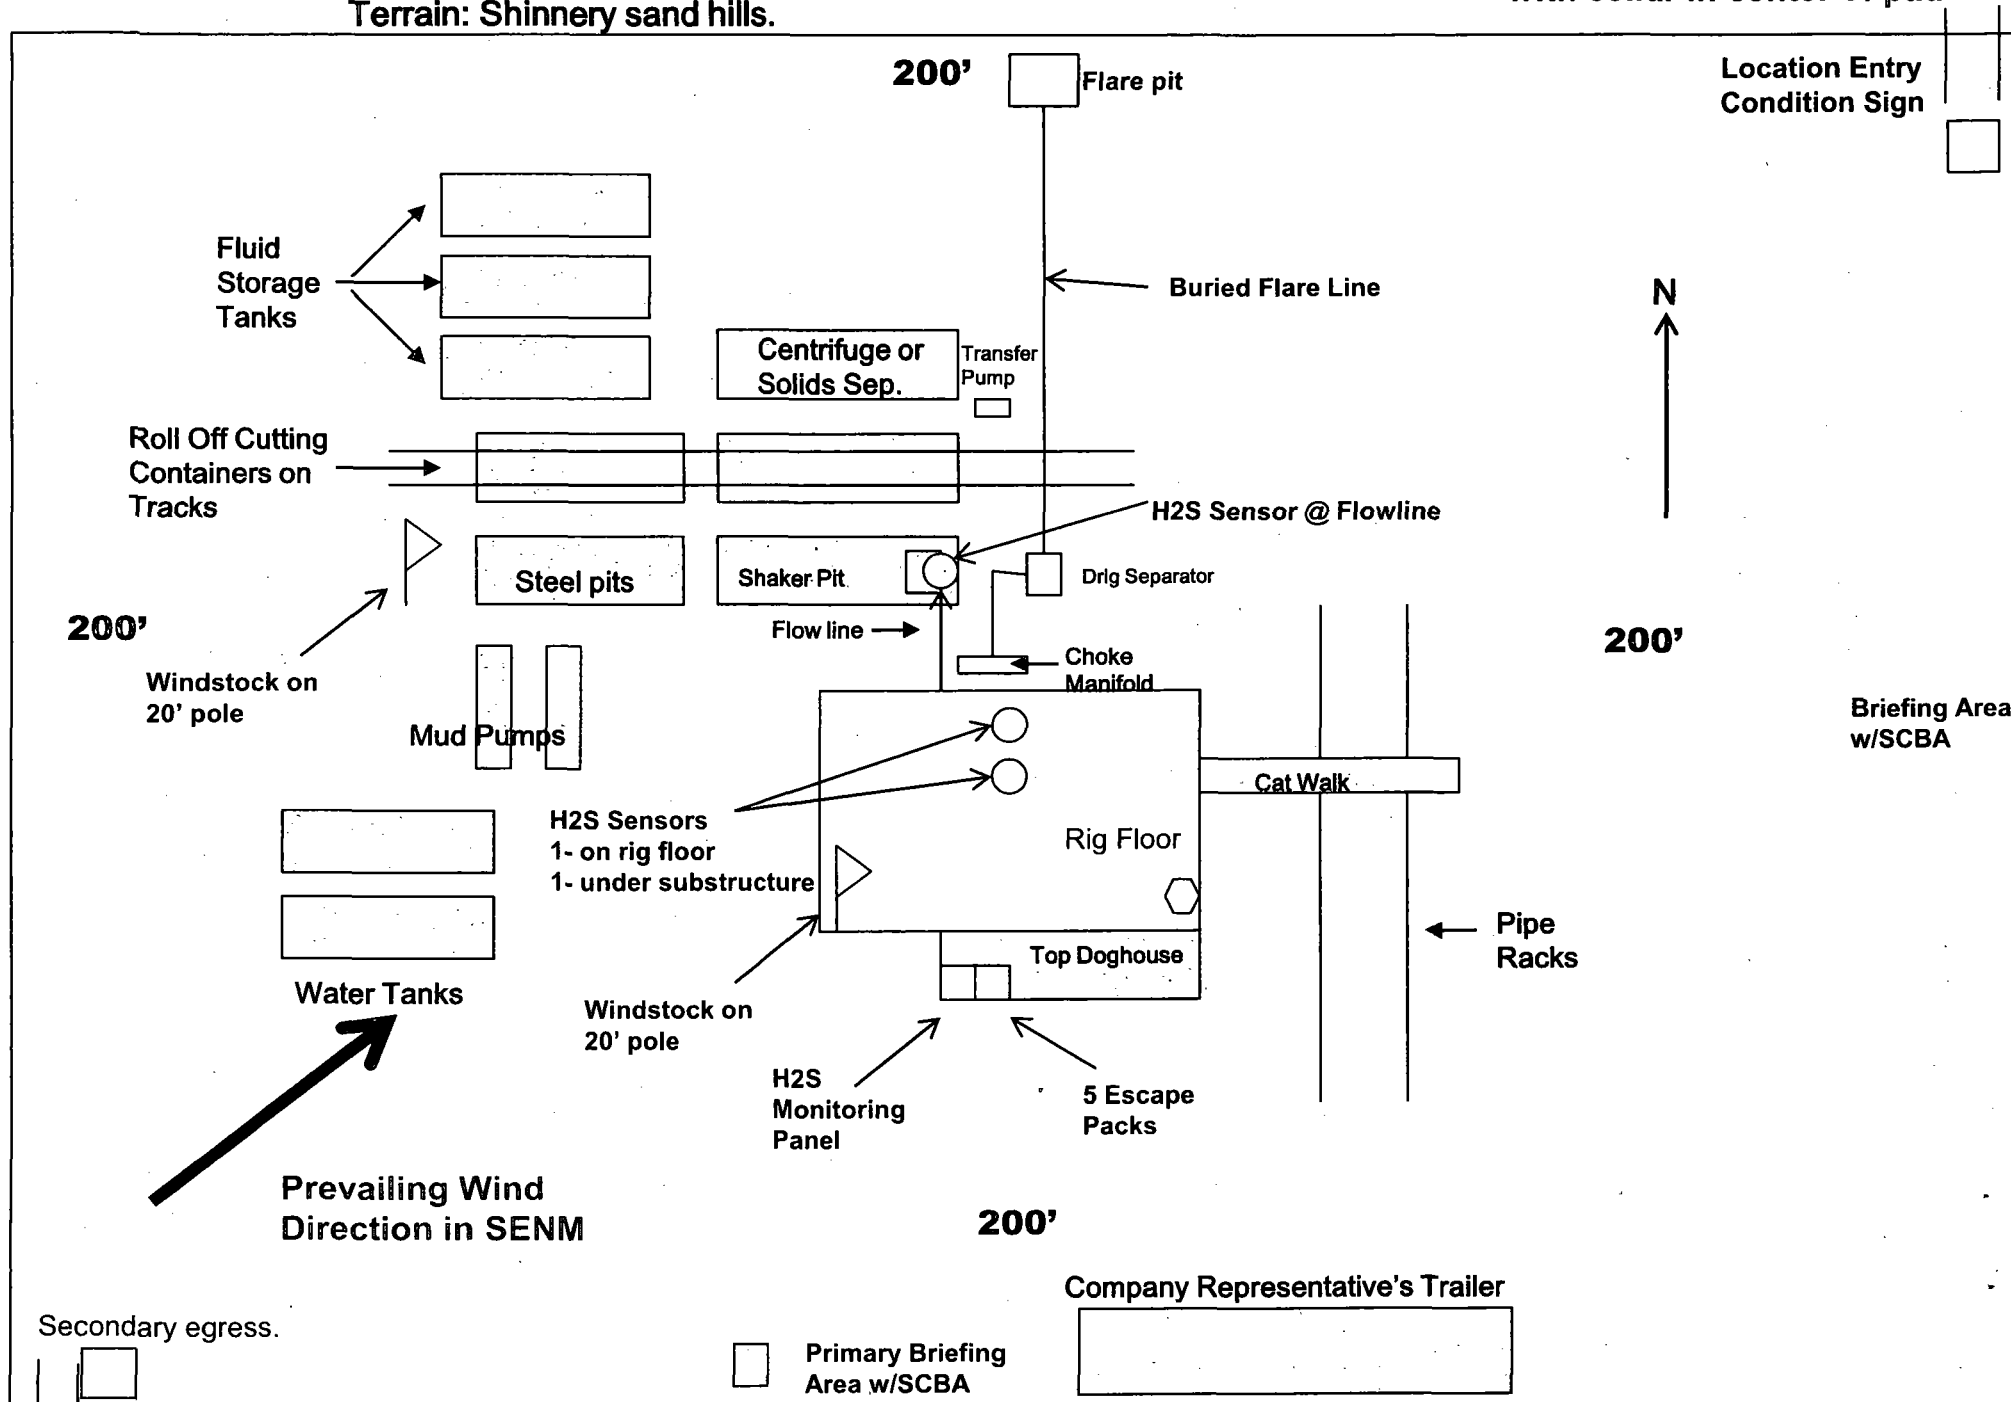 Terrain: Shinnery sand hills.
200’
Flare pit
Location Entry
Condition Sign
Fluid
Storage
Tanks
Buried Flare Line
N
Centrifuge or
Solids Sep.
Transfer
Pump
Roll Off Cutting
Containers on
Tracks
H2S Sensor @ Flowline
Steel pits
Shaker Pit
Drlg Separator
200’
Flow line
200’
Windstock on
20’ pole
Choke
Manifold
Mud Pumps
Briefing Area
w/SCBA
Cat Walk
H2S Sensors
1- on rig floor
1- under substructure
Rig Floor
Pipe
Racks
Top Doghouse
Water Tanks
Windstock on
20’ pole
H2S
Monitoring
Panel
5 Escape
Packs
Prevailing Wind
Direction in SENM
200’
Company Representative’s Trailer
Secondary egress.
Primary Briefing
Area w/SCBA